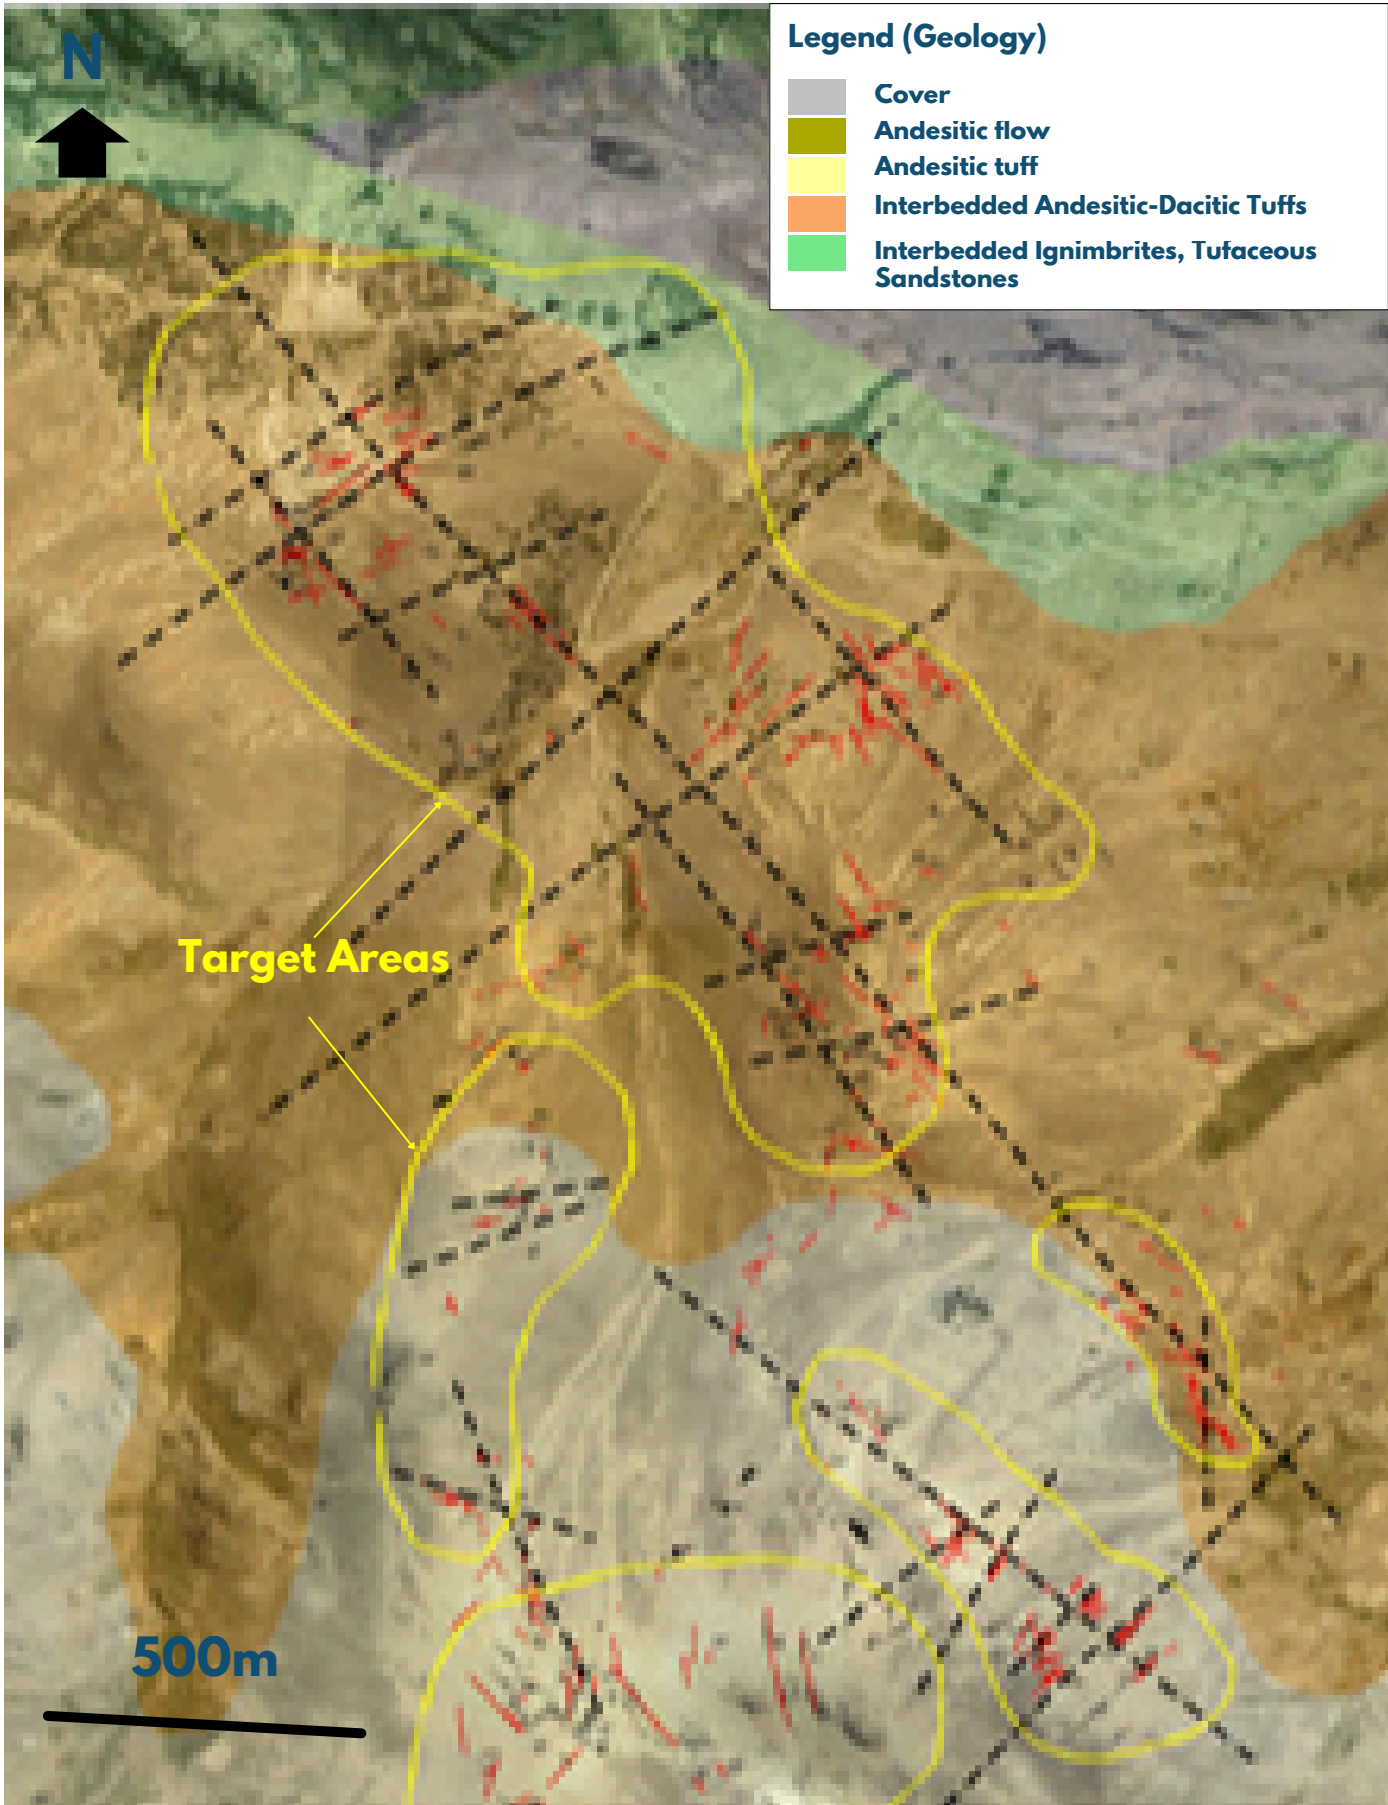 N
Legend (Geology)
Cover
Andesitic flow
Andesitic tuff
Interbedded Andesitic-Dacitic Tuffs
Interbedded Ignimbrites, Tufaceous
Sandstones
Target Areas
500m